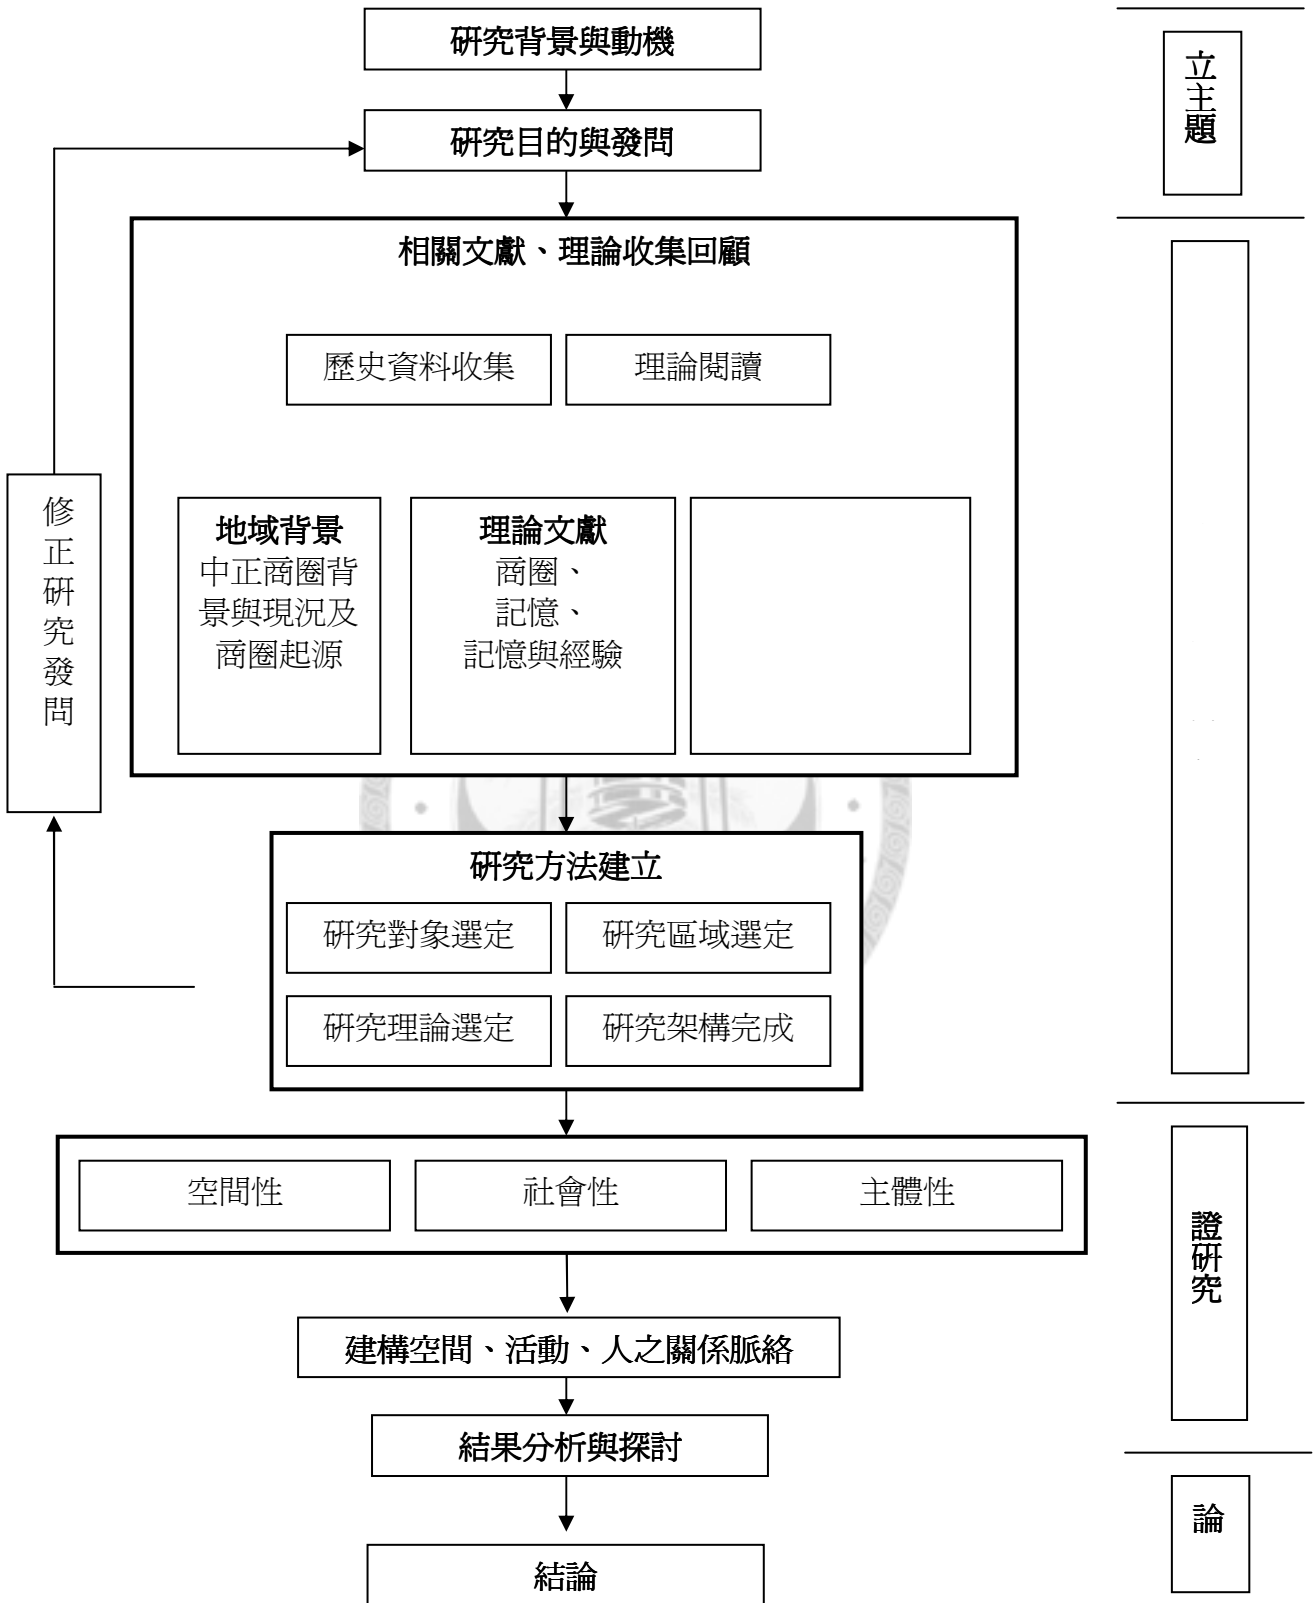 研究背景與動機
立主題
研究目的與發問
相關文獻、理論收集回顧
歷史資料收集
理論閱讀
修正研究發問
地域背景
中正商圈背
景與現況及
商圈起源
理論文獻
商圈、
記憶、
記憶與經驗
研究方法建立
研究對象選定
研究區域選定
研究理論選定
研究架構完成
空間性
社會性
主體性
證研究
建構空間、活動、人之關係脈絡
結果分析與探討
論
結論